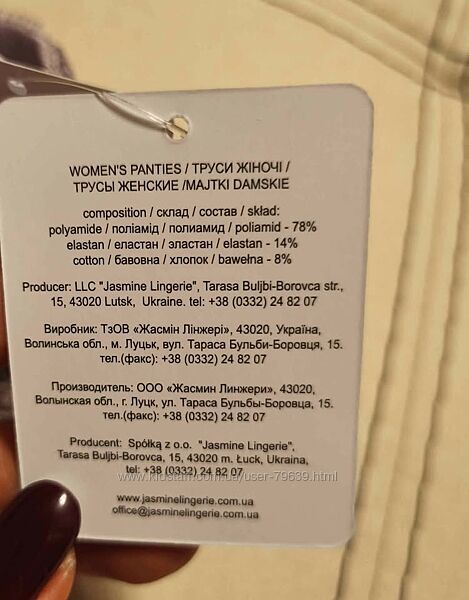 WOMEN'S PANTIES / ТРУСИ ЖІНОЧІ /
ТРУСЫ ЖЕНСКИЕ /MAJTKI DAMSKIE
composition / склад / состав / skład:
polyamide / поліамід / полиамид / poliamid - 78%
elastan / еластан / эластан / elastan - 14%
cotton / бавовна / хлопок / bawełna - 8%
Producer: LLC "Jasmine Lingerie", Tarasa Buljbi-Borovca str.,
15, 43020 Lutsk, Ukraine. tel: +38 (0332) 24 82 07
Виробник: ТзОВ «Жасмін Лінжері», 43020, Україна,
Волинська обл., м. Луцьк, вул. Тараса Бульби-Боровця, 15.
тел.(факс): +38 (0332) 24 82 07
Производитель: ООО «Жасмин Линжери», 43020,
Волынская обл., г. Луцк, ул. Тараса Бульбы-Боровца, 15.
тел.(факс): +38 (0332) 24 82 07
Producent: Spółką z o.o. "Jasmine Lingerie",
Tarasa Buljbi-Borovca, 15, 43020 m. Łuck, Ukraina,
tel: +38 (0332) 24 82 07
www.jasminelingerie.com.ua
office@jasminelingerie.com.ua